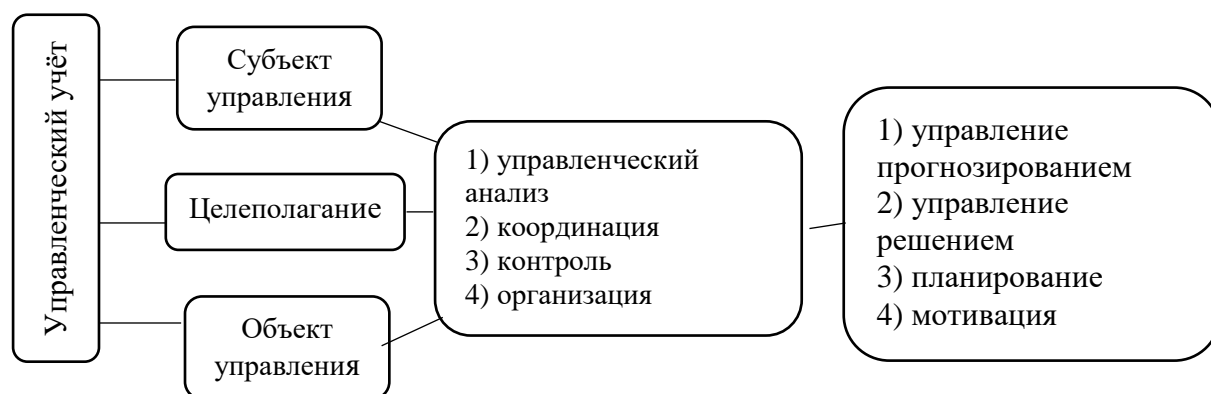 Управленческий учёт
Субъект
управления
Целеполагание
Объект
управления
1) управленческий
анализ
2) координация
3) контроль
4) организация
1) управление
прогнозированием
2) управление
решением
3) планирование
4) мотивация